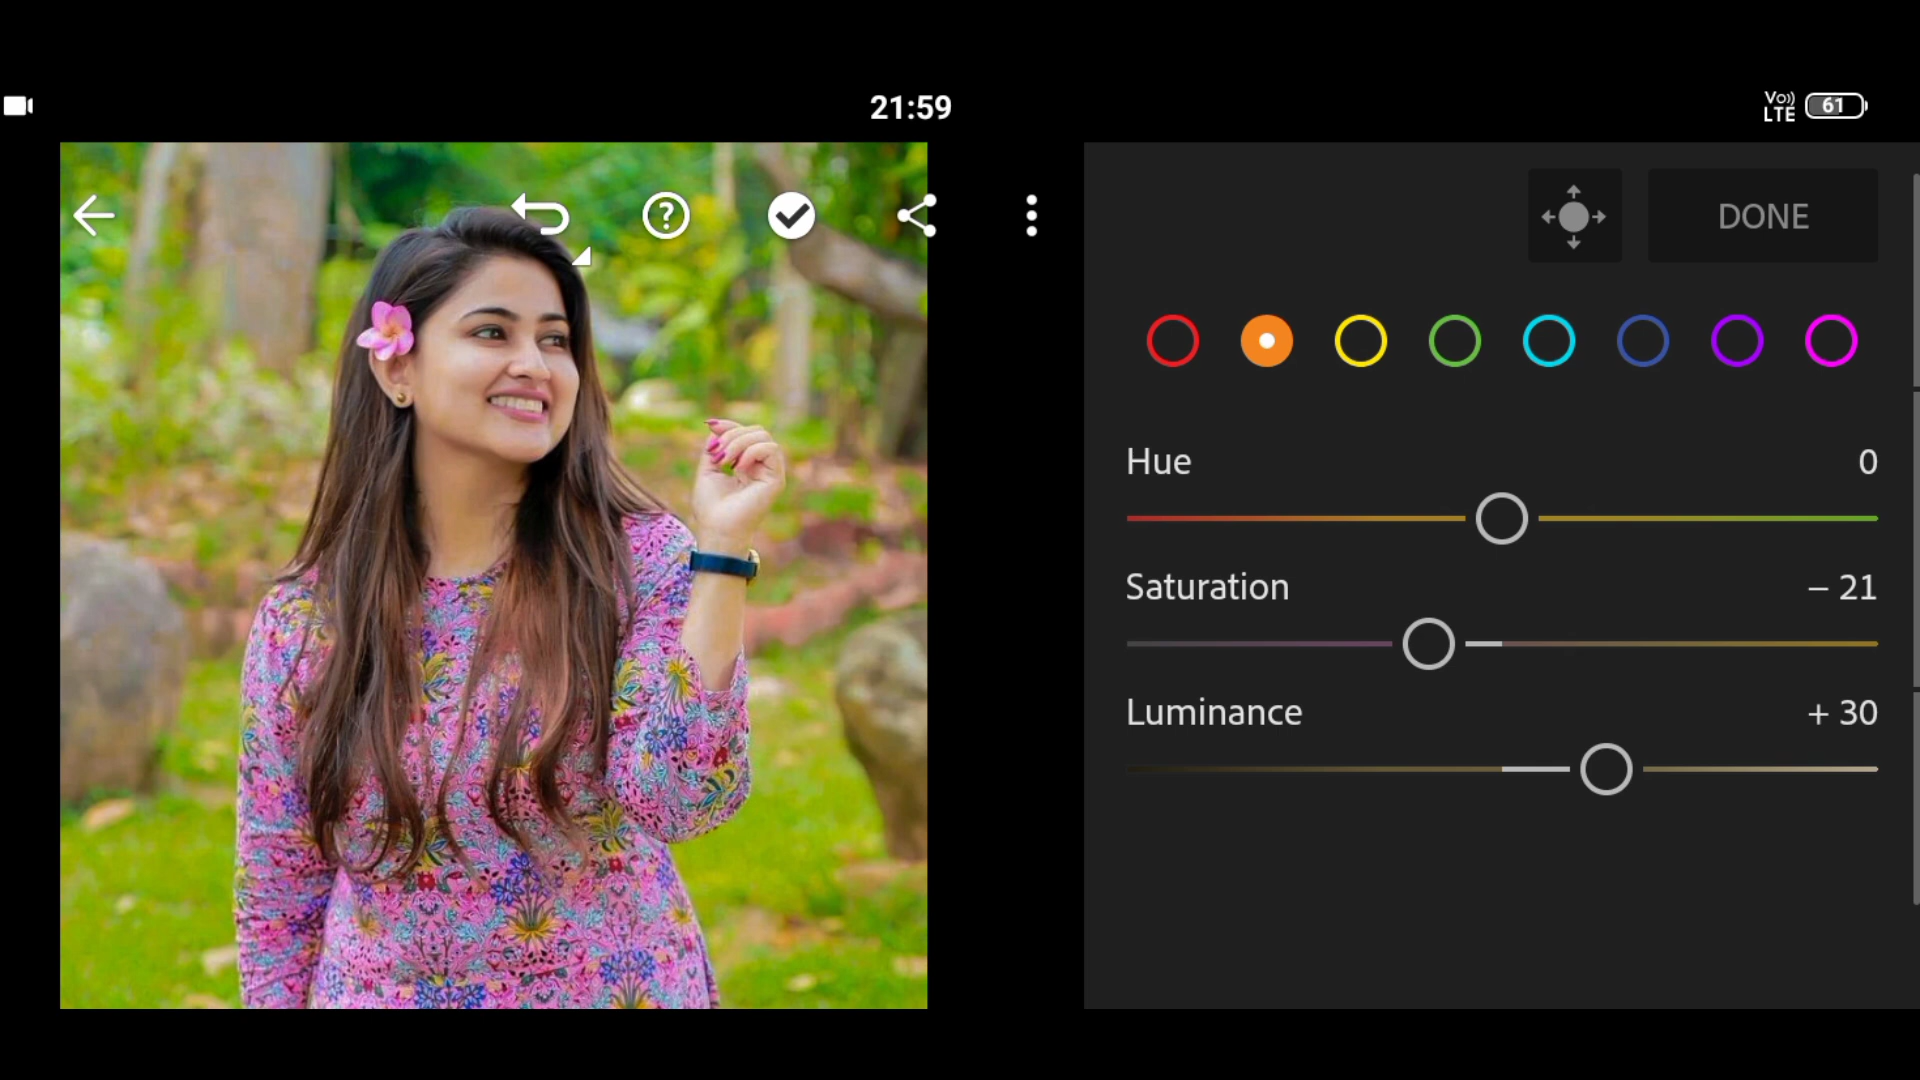 21:59
Vo)) LTE
61
?
DONE
Hue 0
Saturation – 21
Luminance + 30